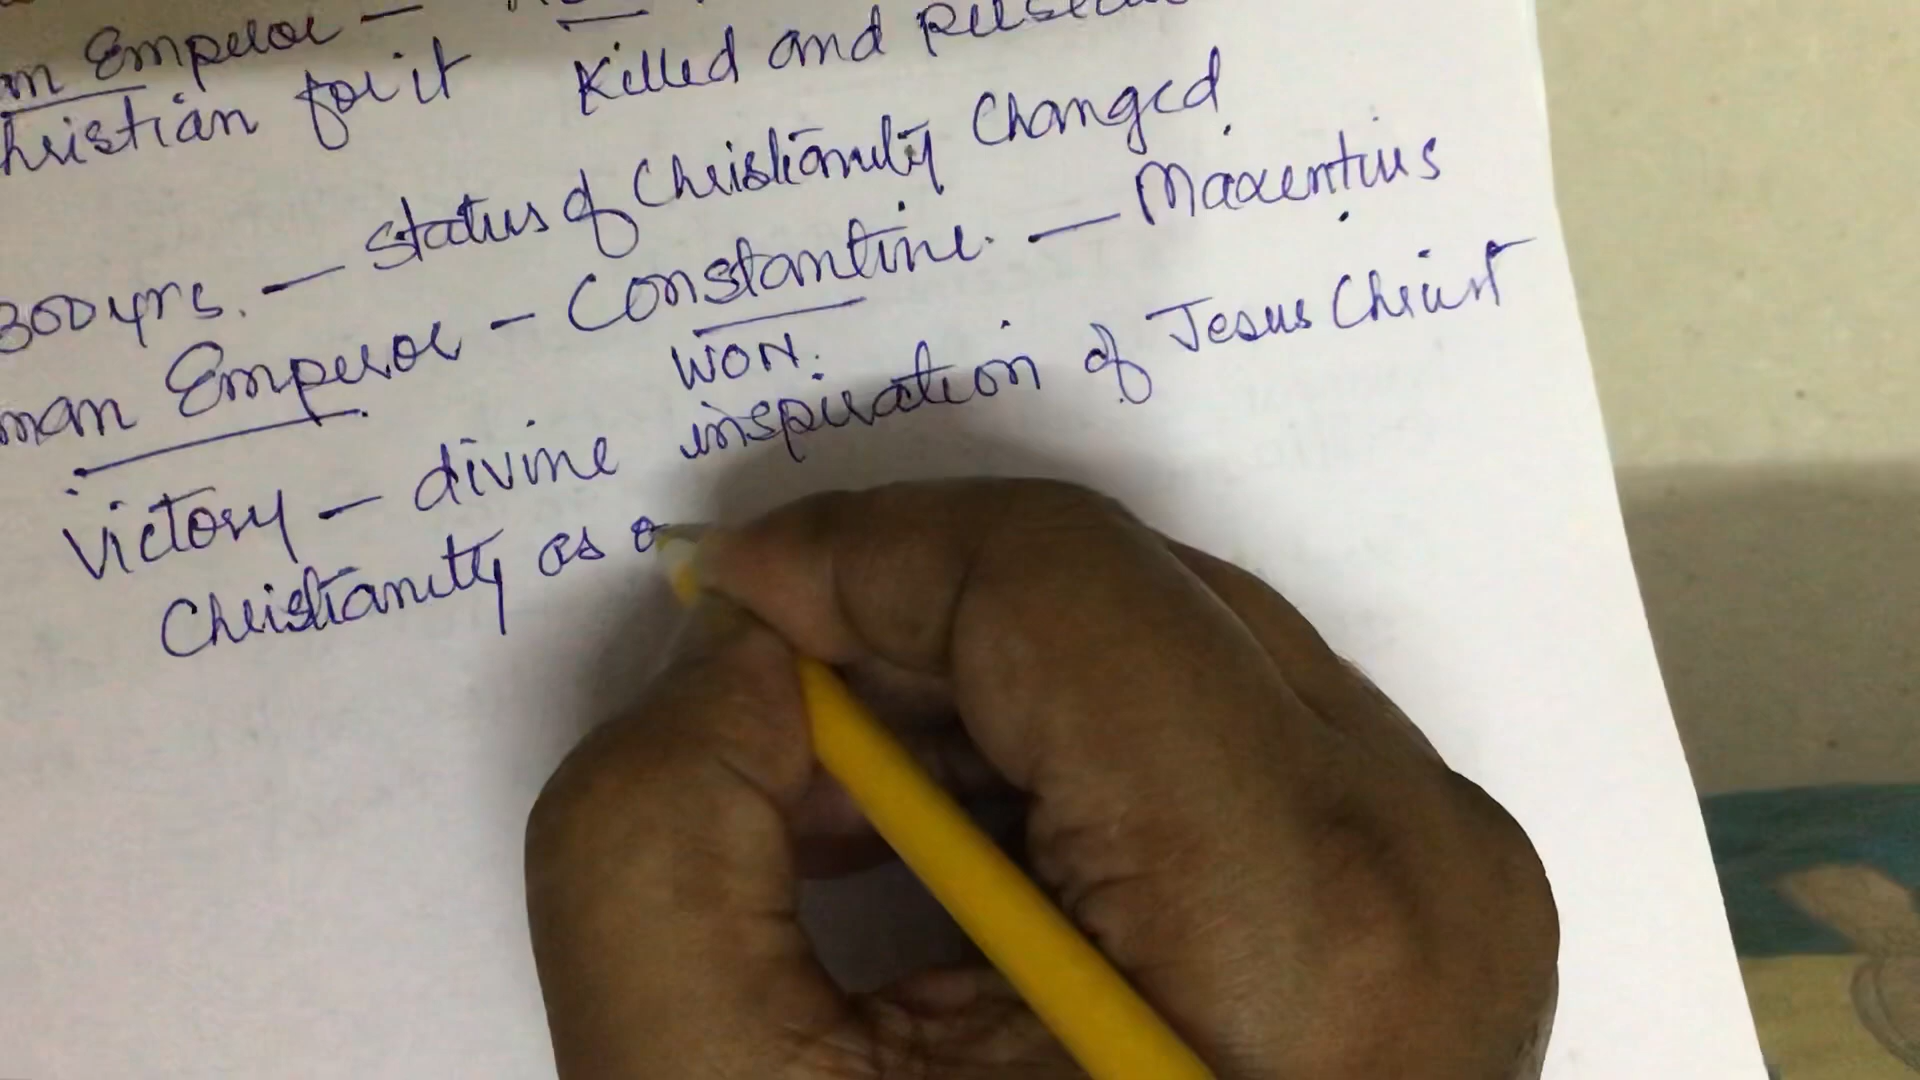 Emperor —
christian for it killed and
300 yrs. — status of Christianity changed
Emperor – Constantine. — Maxentius
WON.
Victory — divine inspiration of Jesus Christ
Christianity as